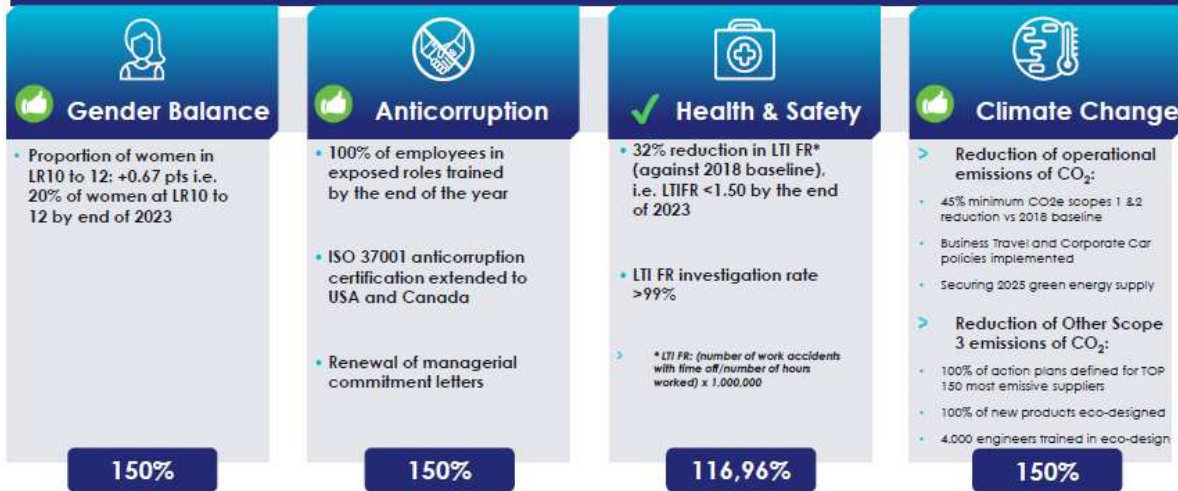 Gender Balance
• Proportion of women in
LR10 to 12: +0.67 pts i.e.
20% of women at LR10 to
12 by end of 2023
150%
Anticorruption
• 100% of employees in
exposed roles trained
by the end of the year
• ISO 37001 anticorruption
certification extended to
USA and Canada
• Renewal of managerial
commitment letters
150%
Health & Safety
• 32% reduction in LTI FR*
(against 2018 baseline),
i.e. LTIFR <1.50 by the end
of 2023
• LTI FR investigation rate
>99%
> * LTI FR: (number of work accidents
with time off/number of hours
worked) x 1,000,000
116,96%
Climate Change
> Reduction of operational
emissions of CO₂:
• 45% minimum CO2e scopes 1 &2
reduction vs 2018 baseline
• Business Travel and Corporate Car
policies implemented
• Securing 2025 green energy supply
> Reduction of Other Scope
3 emissions of CO₂:
• 100% of action plans defined for TOP
150 most emissive suppliers
• 100% of new products eco-designed
• 4,000 engineers trained in eco-design
150%